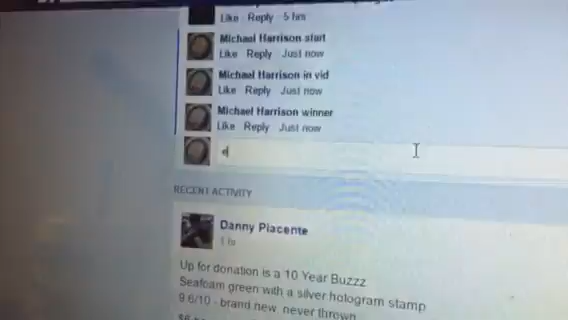 Like Reply 5 hrs
Michael Harrison start
Like Reply Just now
Michael Harrison in vid
Like Reply Just now
Michael Harrison winner
Like Reply Just now
e
RECENT ACTIVITY
Danny Piacente
1 hr
Up for donation is a 10 Year Buzzz
Seafoam green with a silver hologram stamp
9.6/10 - brand new never thrown